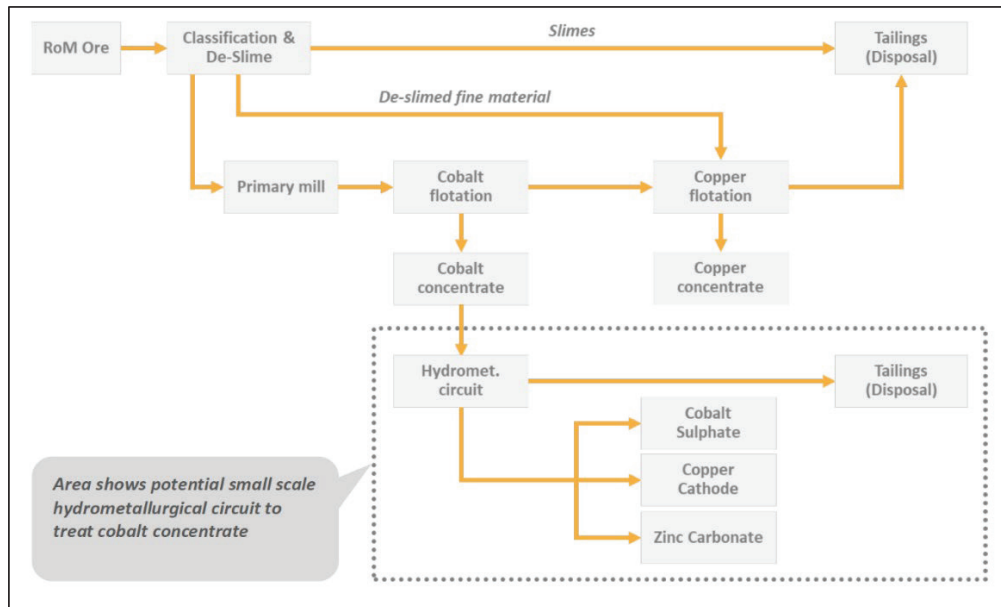 Slimes
RoM Ore
Classification &
De-Slime
Tailings
(Disposal)
De-slimed fine material
Primary mill
Cobalt
flotation
Copper
flotation
Cobalt
concentrate
Copper
concentrate
Hydromet.
circuit
Tailings
(Disposal)
Cobalt
Sulphate
Copper
Cathode
Zinc Carbonate
Area shows potential small scale
hydrometallurgical circuit to
treat cobalt concentrate